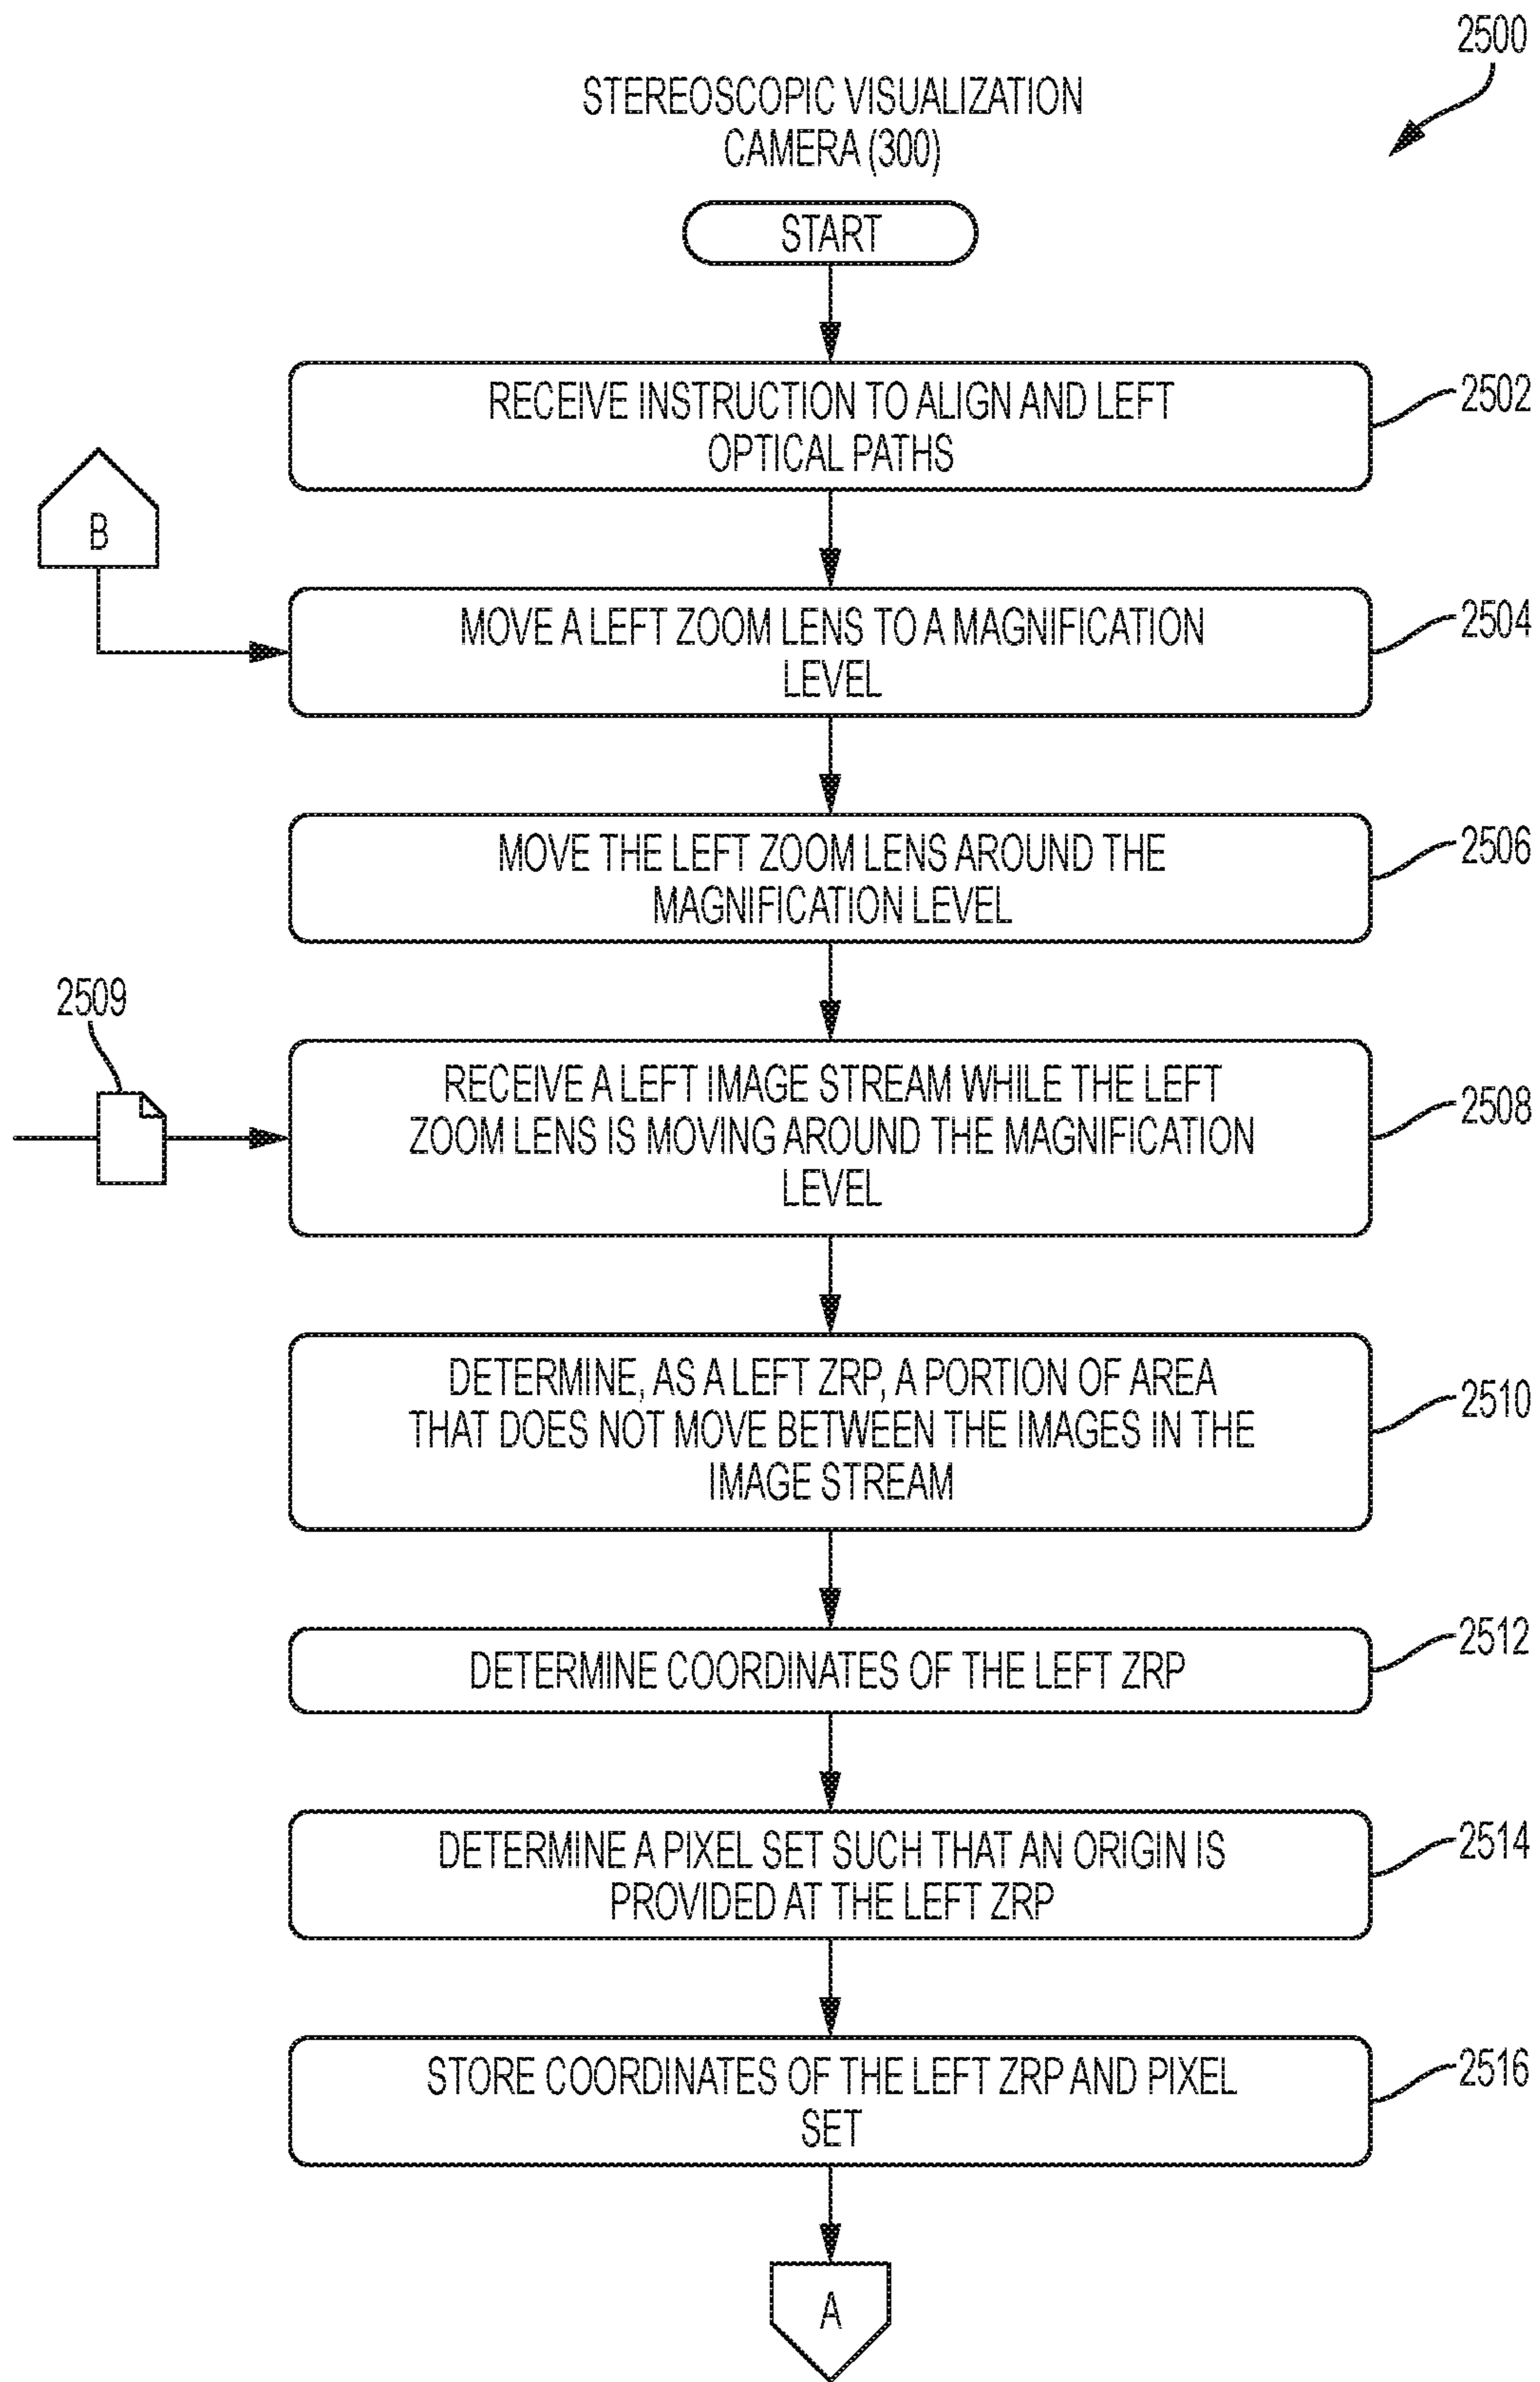 2500
STEREOSCOPIC VISUALIZATION
CAMERA (300)
START
RECEIVE INSTRUCTION TO ALIGN AND LEFT
OPTICAL PATHS
2502
B
MOVE A LEFT ZOOM LENS TO A MAGNIFICATION
LEVEL
2504
MOVE THE LEFT ZOOM LENS AROUND THE
MAGNIFICATION LEVEL
2506
2509
RECEIVE A LEFT IMAGE STREAM WHILE THE LEFT
ZOOM LENS IS MOVING AROUND THE MAGNIFICATION
LEVEL
2508
DETERMINE, AS A LEFT ZRP, A PORTION OF AREA
THAT DOES NOT MOVE BETWEEN THE IMAGES IN THE
IMAGE STREAM
2510
DETERMINE COORDINATES OF THE LEFT ZRP
2512
DETERMINE A PIXEL SET SUCH THAT AN ORIGIN IS
PROVIDED AT THE LEFT ZRP
2514
STORE COORDINATES OF THE LEFT ZRP AND PIXEL
SET
2516
A